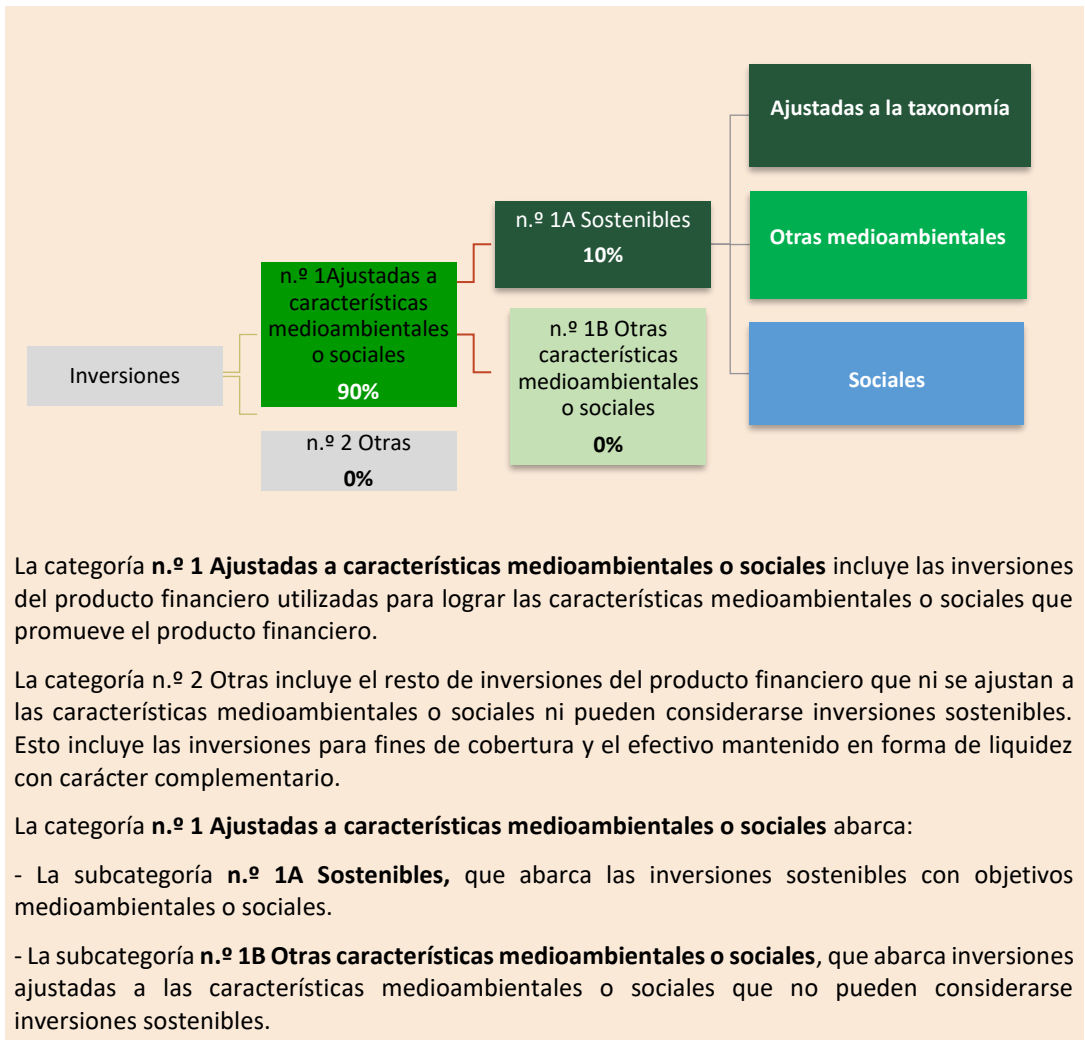 Ajustadas a la taxonomía
n.º 1A Sostenibles
10%
Otras medioambientales
n.º 1Ajustadas a
características
medioambientales
o sociales
90%
n.º 1B Otras
características
medioambientales
o sociales
0%
Inversiones
Sociales
n.º 2 Otras
0%
La categoría n.º 1 Ajustadas a características medioambientales o sociales incluye las inversiones
del producto financiero utilizadas para lograr las características medioambientales o sociales que
promueve el producto financiero.
La categoría n.º 2 Otras incluye el resto de inversiones del producto financiero que ni se ajustan a
las características medioambientales o sociales ni pueden considerarse inversiones sostenibles.
Esto incluye las inversiones para fines de cobertura y el efectivo mantenido en forma de liquidez
con carácter complementario.
La categoría n.º 1 Ajustadas a características medioambientales o sociales abarca:
- La subcategoría n.º 1A Sostenibles, que abarca las inversiones sostenibles con objetivos
medioambientales o sociales.
- La subcategoría n.º 1B Otras características medioambientales o sociales, que abarca inversiones
ajustadas a las características medioambientales o sociales que no pueden considerarse
inversiones sostenibles.